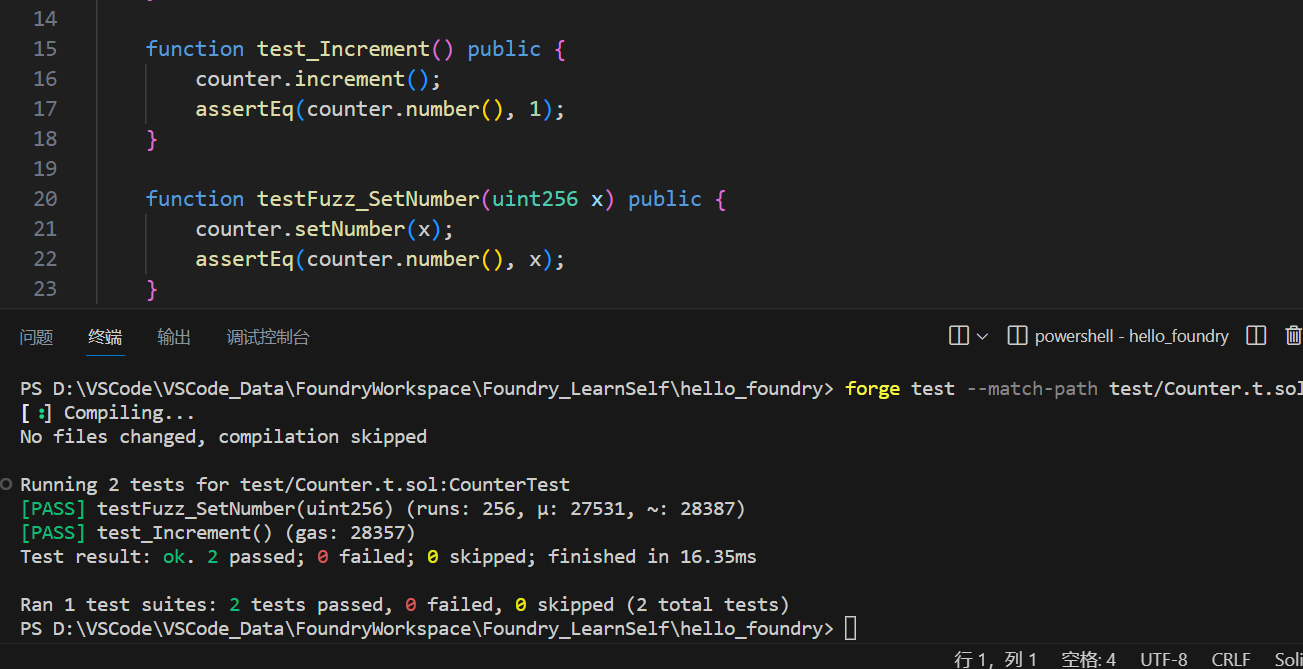 14
15 function test_Increment() public {
16 counter.increment();
17 assertEq(counter.number(), 1);
18 }
19
20 function testFuzz_SetNumber(uint256 x) public {
21 counter.setNumber(x);
22 assertEq(counter.number(), x);
23 }
问题 终端 输出 调试控制台 powershell - hello_foundry
PS D:\VSCode\VSCode_Data\FoundryWorkspace\Foundry_LearnSelf\hello_foundry> forge test --match-path test/Counter.t.sol
[⠰] Compiling...
No files changed, compilation skipped
Running 2 tests for test/Counter.t.sol:CounterTest
[PASS] testFuzz_SetNumber(uint256) (runs: 256, μ: 27531, ~: 28387)
[PASS] test_Increment() (gas: 28357)
Test result: ok. 2 passed; 0 failed; 0 skipped; finished in 16.35ms
Ran 1 test suites: 2 tests passed, 0 failed, 0 skipped (2 total tests)
PS D:\VSCode\VSCode_Data\FoundryWorkspace\Foundry_LearnSelf\hello_foundry>
行 1, 列 1 空格: 4 UTF-8 CRLF Soli